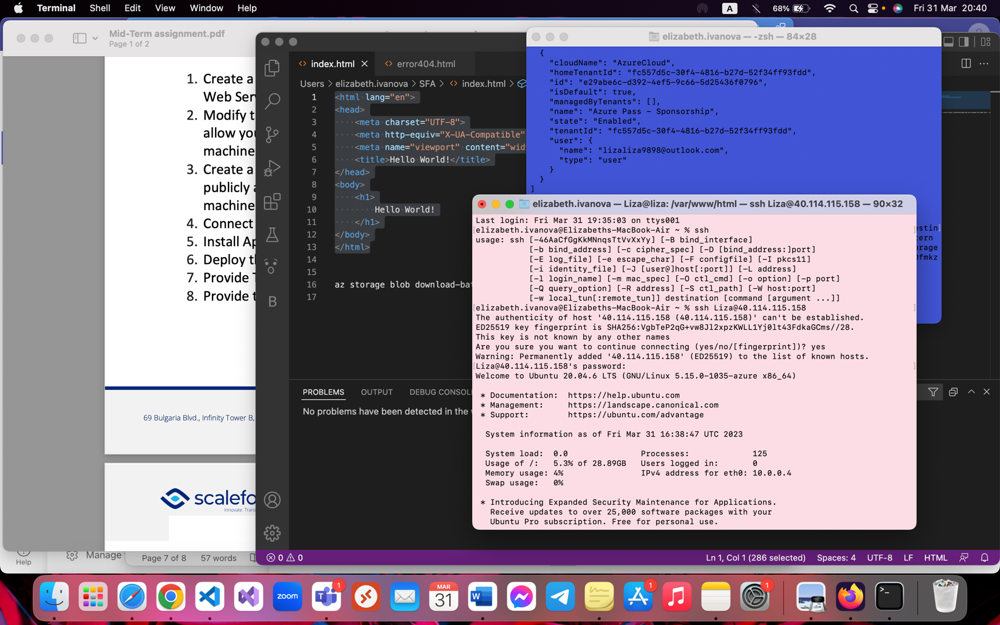 Terminal Shell Edit View Window Help
A 68% Fri 31 Mar 20:40
Mid-Term assignment.pdf
Page 1 of 2
1. Create a
Web Serv
2. Modify t
allow you
machine
3. Create a
publicly a
machine
4. Connect
5. Install Ap
6. Deploy th
7. Provide T
8. Provide t
69 Bulgaria Blvd., Infinity Tower B,
scalefo
Innovate. Trans
Help
Manage
Page 7 of 8 57 words
index.html
error404.html
Users > elizabeth.ivanova > SFA > index.html >
1 <html lang="en">
2 <head>
3 <meta charset="UTF-8">
4 <meta http-equiv="X-UA-Compatible"
5 <meta name="viewport" content="wid
6 <title>Hello World!</title>
7 </head>
8 <body>
9 <h1>
10 Hello World!
11 </h1>
12 </body>
13 </html>
14
15
16 az storage blob download-bat
17
B
PROBLEMS OUTPUT DEBUG CONSOL
No problems have been detected in the w
0 0
Ln 1, Col 1 (286 selected) Spaces: 4 UTF-8 LF HTML
elizabeth.ivanova — -zsh — 84×28
{
"cloudName": "AzureCloud",
"homeTenantId": "fc557d5c-30f4-4816-b27d-52f34ff93fdd",
"id": "e29abe6c-d392-4ef5-9c66-5d25436f0796",
"isDefault": true,
"managedByTenants": [],
"name": "Azure Pass - Sponsorship",
"state": "Enabled",
"tenantId": "fc557d5c-30f4-4816-b27d-52f34ff93fdd",
"user": {
"name": "lizaliza9898@outlook.com",
"type": "user"
}
}
]
estin]
tern
orage
Ofmkz
elizabeth.ivanova — Liza@liza: /var/www/html — ssh Liza@40.114.115.158 — 90×32
Last login: Fri Mar 31 19:35:03 on ttys001
[elizabeth.ivanova@Elizabeths-MacBook-Air ~ % ssh ]
usage: ssh [-46AaCfGgKkMNnqsTtVvXxYy] [-B bind_interface]
[-b bind_address] [-c cipher_spec] [-D [bind_address:]port]
[-E log_file] [-e escape_char] [-F configfile] [-I pkcs11]
[-i identity_file] [-J [user@]host[:port]] [-L address]
[-l login_name] [-m mac_spec] [-O ctl_cmd] [-o option] [-p port]
[-Q query_option] [-R address] [-S ctl_path] [-W host:port]
[-w local_tun[:remote_tun]] destination [command [argument ...]]
[elizabeth.ivanova@Elizabeths-MacBook-Air ~ % ssh Liza@40.114.115.158 ]
The authenticity of host '40.114.115.158 (40.114.115.158)' can't be established.
ED25519 key fingerprint is SHA256:VgbTeP2qG+vw8Jl2xpzKWLL1Yj0lt43FdkaGCms//28.
This key is not known by any other names
Are you sure you want to continue connecting (yes/no/[fingerprint])? yes
Warning: Permanently added '40.114.115.158' (ED25519) to the list of known hosts.
[Liza@40.114.115.158's password: ]
Welcome to Ubuntu 20.04.6 LTS (GNU/Linux 5.15.0-1035-azure x86_64)
* Documentation: https://help.ubuntu.com
* Management: https://landscape.canonical.com
* Support: https://ubuntu.com/advantage
System information as of Fri Mar 31 16:38:47 UTC 2023
System load: 0.0 Processes: 125
Usage of /: 5.3% of 28.89GB Users logged in: 0
Memory usage: 4% IPv4 address for eth0: 10.0.0.4
Swap usage: 0%
* Introducing Expanded Security Maintenance for Applications.
Receive updates to over 25,000 software packages with your
Ubuntu Pro subscription. Free for personal use.
zoom
1
MAR
31
W
1
1